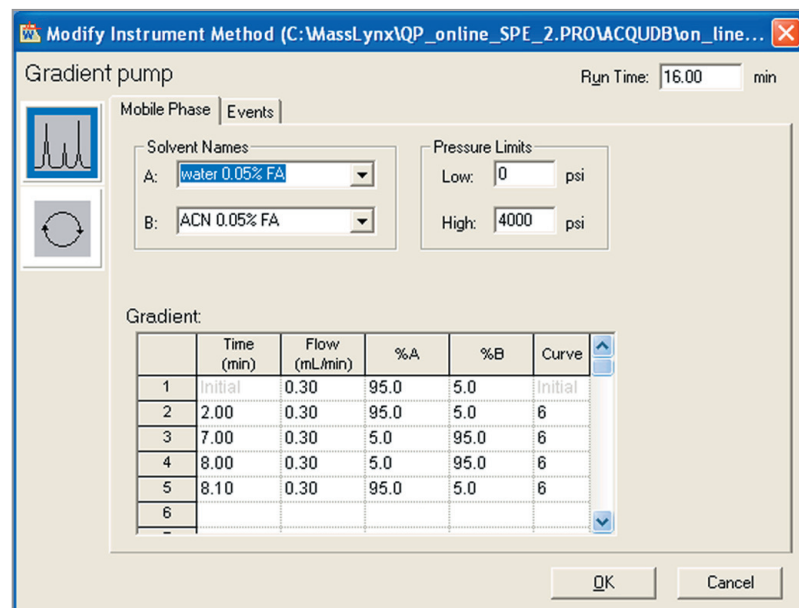 Modify Instrument Method (C:\MassLynx\QP_online_SPE_2.PRO\ACQUDB\on_line...
Gradient pump
Run Time: 16.00 min
Mobile Phase Events
Solvent Names
Pressure Limits
A: water 0.05% FA
Low: 0 psi
B: ACN 0.05% FA
High: 4000 psi
Gradient:
Time (min) Flow (mL/min) %A %B Curve
1 Initial 0.30 95.0 5.0 Initial
2 2.00 0.30 95.0 5.0 6
3 7.00 0.30 5.0 95.0 6
4 8.00 0.30 5.0 95.0 6
5 8.10 0.30 95.0 5.0 6
6
OK Cancel